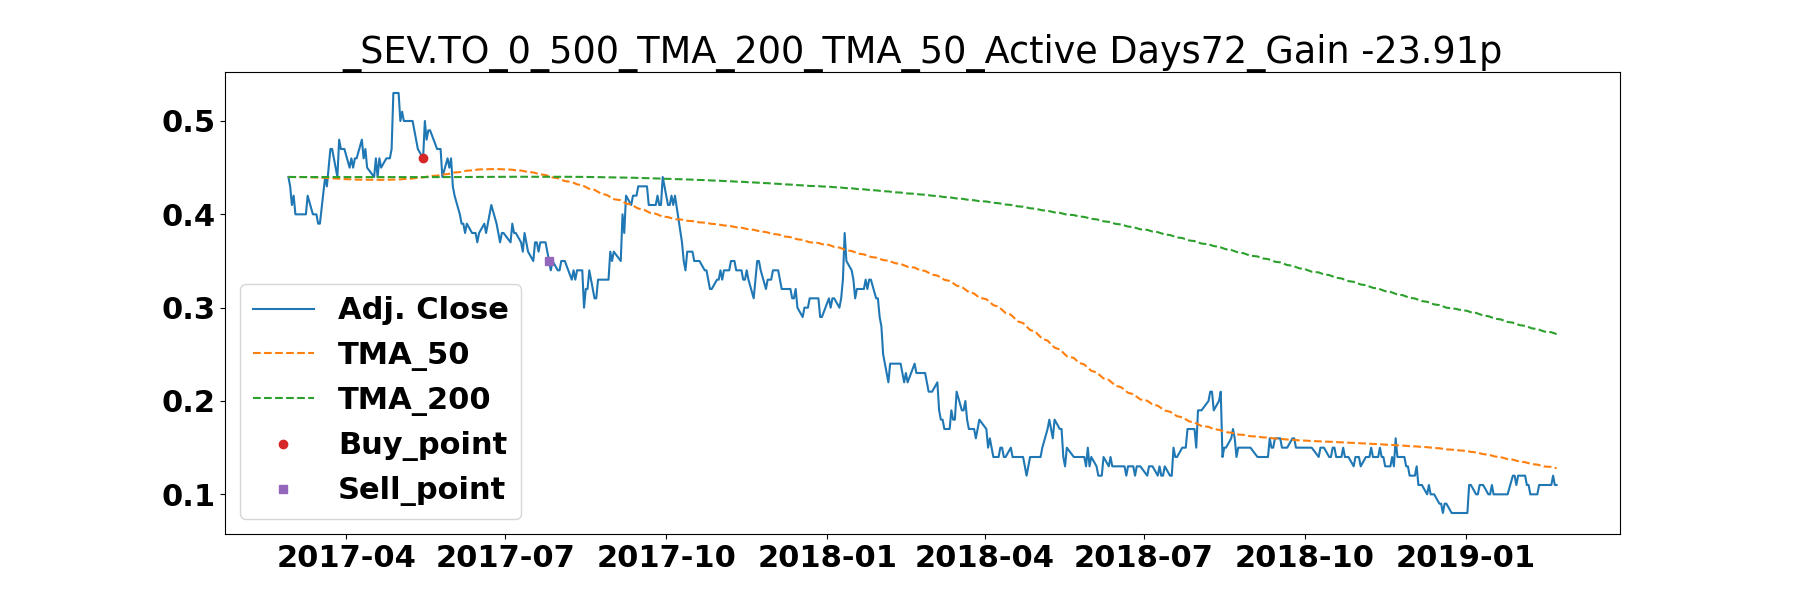 _SEV.TO_0_500_TMA_200_TMA_50_Active Days72_Gain -23.91p
0.5
0.4
0.3
0.2
0.1
Adj. Close
TMA_50
TMA_200
Buy_point
Sell_point
2017-04 2017-07 2017-10 2018-01 2018-04 2018-07 2018-10 2019-01